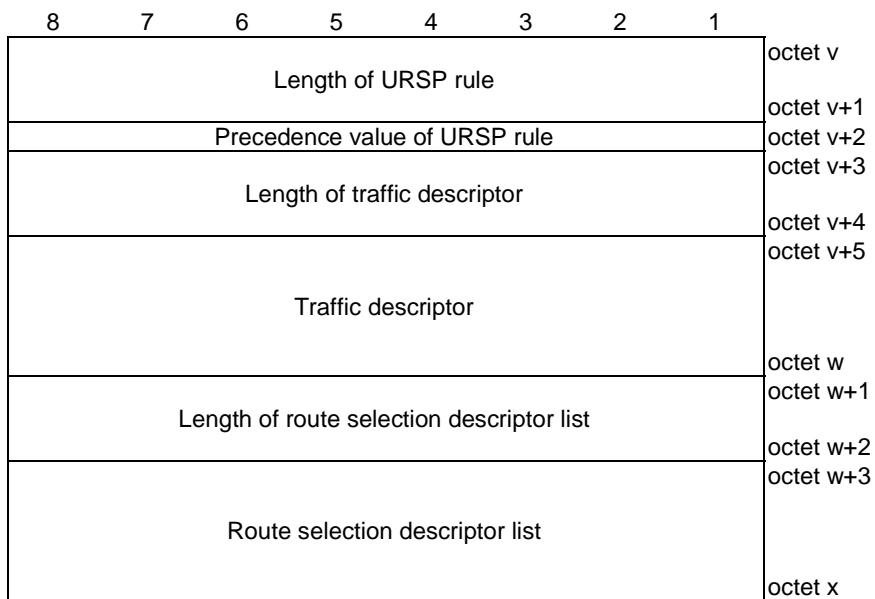 8 7 6 5 4 3 2 1
octet v
Length of URSP rule
octet v+1
Precedence value of URSP rule octet v+2
octet v+3
Length of traffic descriptor
octet v+4
octet v+5
Traffic descriptor
octet w
octet w+1
Length of route selection descriptor list
octet w+2
octet w+3
Route selection descriptor list
octet x